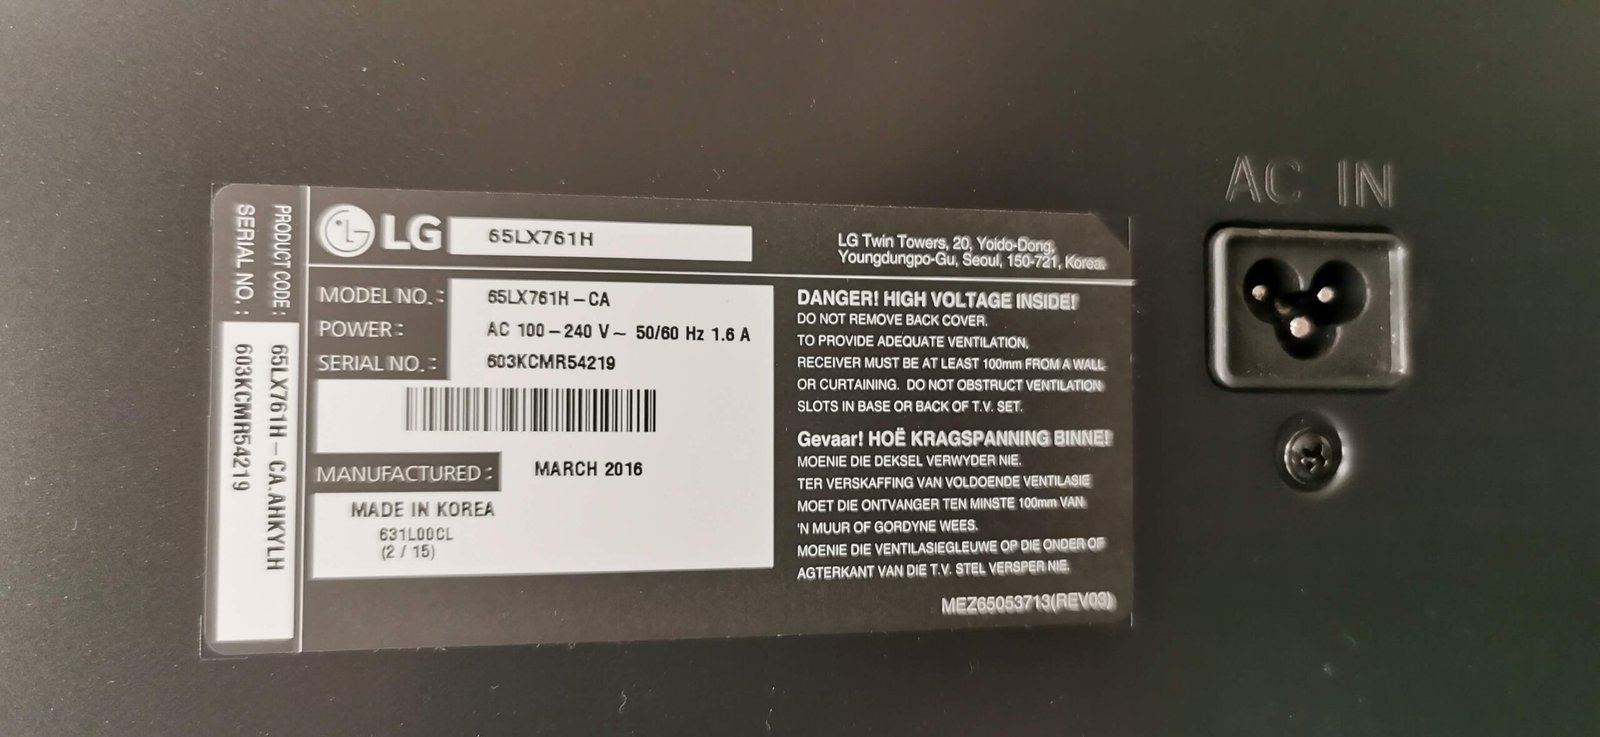 PRODUCT CODE : 65LX761H-CA.AHKYLH
SERIAL NO. : 603KCMR54219
LG 65LX761H
MODEL NO. : 65LX761H-CA
POWER : AC 100-240 V~ 50/60 Hz 1.6 A
SERIAL NO. : 603KCMR54219
MANUFACTURED : MARCH 2016
MADE IN KOREA
631L00CL
(2 / 15)
LG Twin Towers, 20, Yoido-Dong,
Youngdungpo-Gu, Seoul, 150-721, Korea.
DANGER! HIGH VOLTAGE INSIDE!
DO NOT REMOVE BACK COVER.
TO PROVIDE ADEQUATE VENTILATION,
RECEIVER MUST BE AT LEAST 100mm FROM A WALL
OR CURTAINING. DO NOT OBSTRUCT VENTILATION
SLOTS IN BASE OR BACK OF T.V. SET.
Gevaar! HOË KRAGSPANNING BINNE!
MOENIE DIE DEKSEL VERWYDER NIE.
TER VERSKAFFING VAN VOLDOENDE VENTILASIE
MOET DIE ONTVANGER TEN MINSTE 100mm VAN
'N MUUR OF GORDYNE WEES.
MOENIE DIE VENTILASIEGLEUWE OP DIE ONDER OF
AGTERKANT VAN DIE T.V. STEL VERSPER NIE.
MEZ65053713(REV03)
AC IN